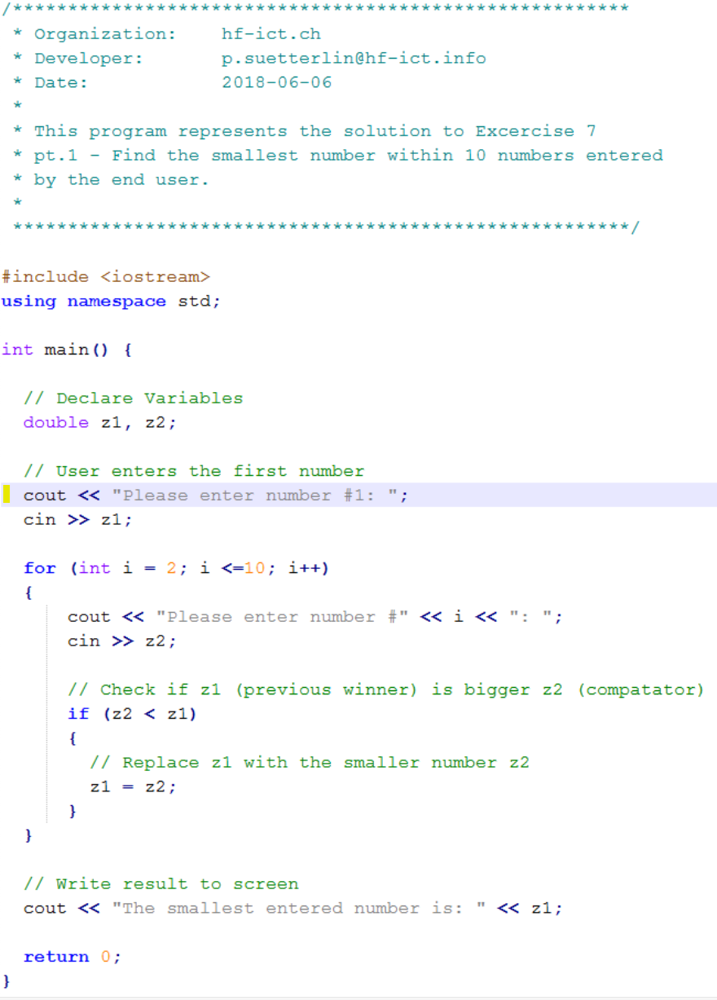 /********************************************************
 * Organization:    hf-ict.ch
 * Developer:       p.suetterlin@hf-ict.info
 * Date:            2018-06-06
 *
 * This program represents the solution to Excercise 7
 * pt.1 - Find the smallest number within 10 numbers entered
 * by the end user.
 *
 ********************************************************/

#include <iostream>
using namespace std;

int main() {

  // Declare Variables
  double z1, z2;

  // User enters the first number
  cout << "Please enter number #1: ";
  cin >> z1;

  for (int i = 2; i <=10; i++)
  {
      cout << "Please enter number #" << i << ": ";
      cin >> z2;

      // Check if z1 (previous winner) is bigger z2 (compatator)
      if (z2 < z1)
      {
        // Replace z1 with the smaller number z2
        z1 = z2;
      }
  }

  // Write result to screen
  cout << "The smallest entered number is: " << z1;

  return 0;
}